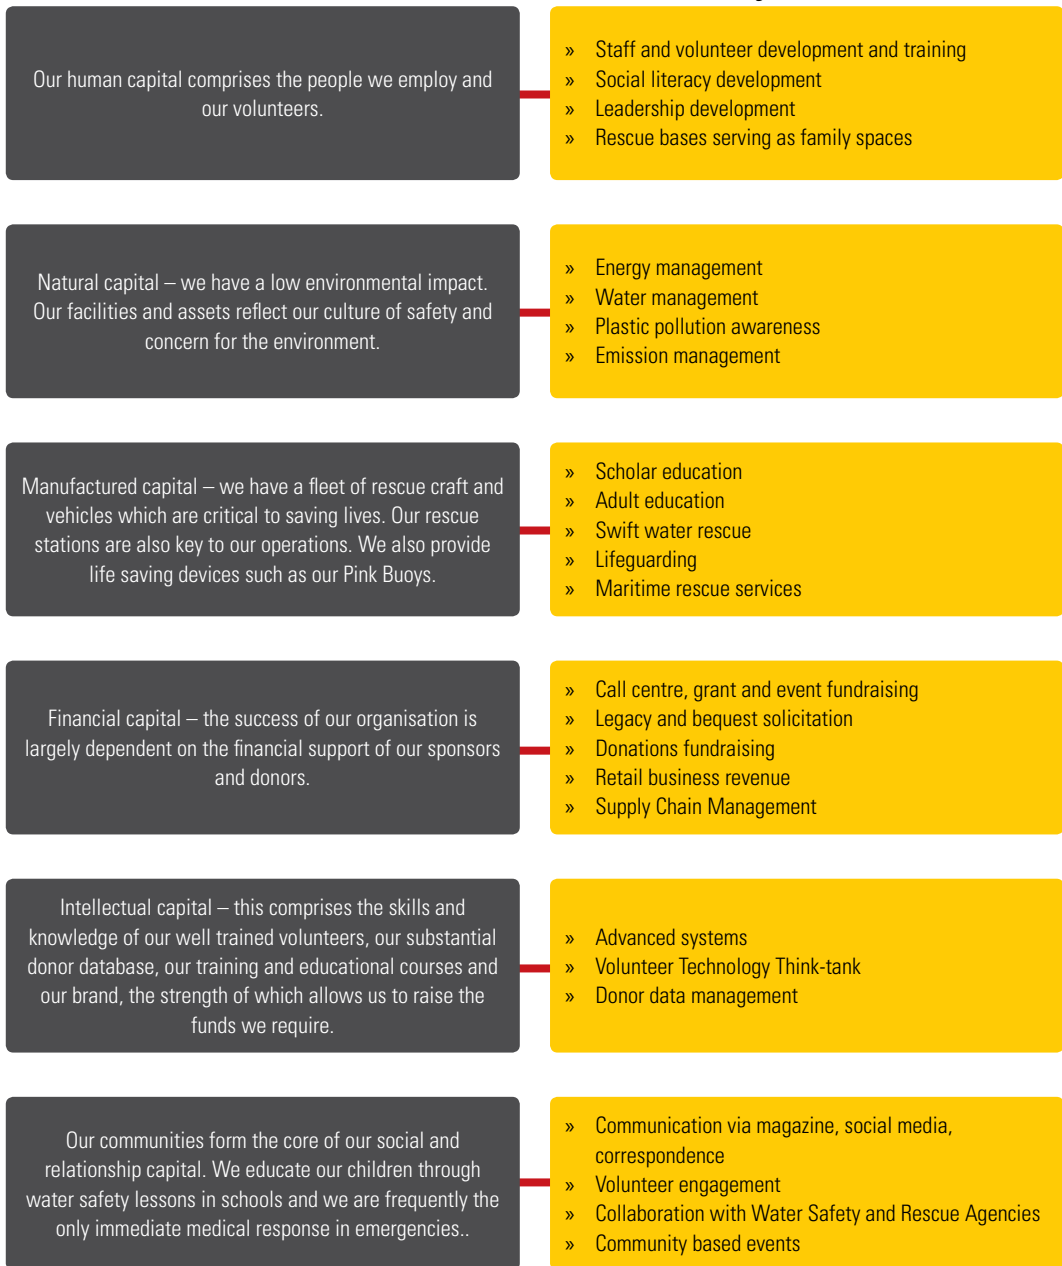 Our human capital comprises the people we employ and
our volunteers.
» Staff and volunteer development and training
» Social literacy development
» Leadership development
» Rescue bases serving as family spaces
Natural capital – we have a low environmental impact.
Our facilities and assets reflect our culture of safety and
concern for the environment.
» Energy management
» Water management
» Plastic pollution awareness
» Emission management
Manufactured capital – we have a fleet of rescue craft and
vehicles which are critical to saving lives. Our rescue
stations are also key to our operations. We also provide
life saving devices such as our Pink Buoys.
» Scholar education
» Adult education
» Swift water rescue
» Lifeguarding
» Maritime rescue services
Financial capital – the success of our organisation is
largely dependent on the financial support of our sponsors
and donors.
» Call centre, grant and event fundraising
» Legacy and bequest solicitation
» Donations fundraising
» Retail business revenue
» Supply Chain Management
Intellectual capital – this comprises the skills and
knowledge of our well trained volunteers, our substantial
donor database, our training and educational courses and
our brand, the strength of which allows us to raise the
funds we require.
» Advanced systems
» Volunteer Technology Think-tank
» Donor data management
Our communities form the core of our social and
relationship capital. We educate our children through
water safety lessons in schools and we are frequently the
only immediate medical response in emergencies..
» Communication via magazine, social media,
correspondence
» Volunteer engagement
» Collaboration with Water Safety and Rescue Agencies
» Community based events